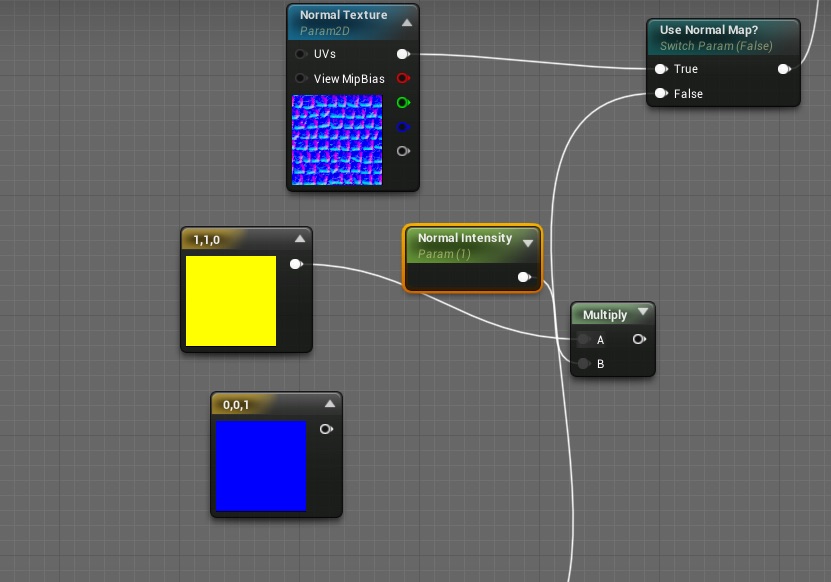 Normal Texture
Param2D
UVs
View MipBias
Use Normal Map?
Switch Param (False)
True
False
1,1,0
Normal Intensity
Param (1)
Multiply
A
B
0,0,1